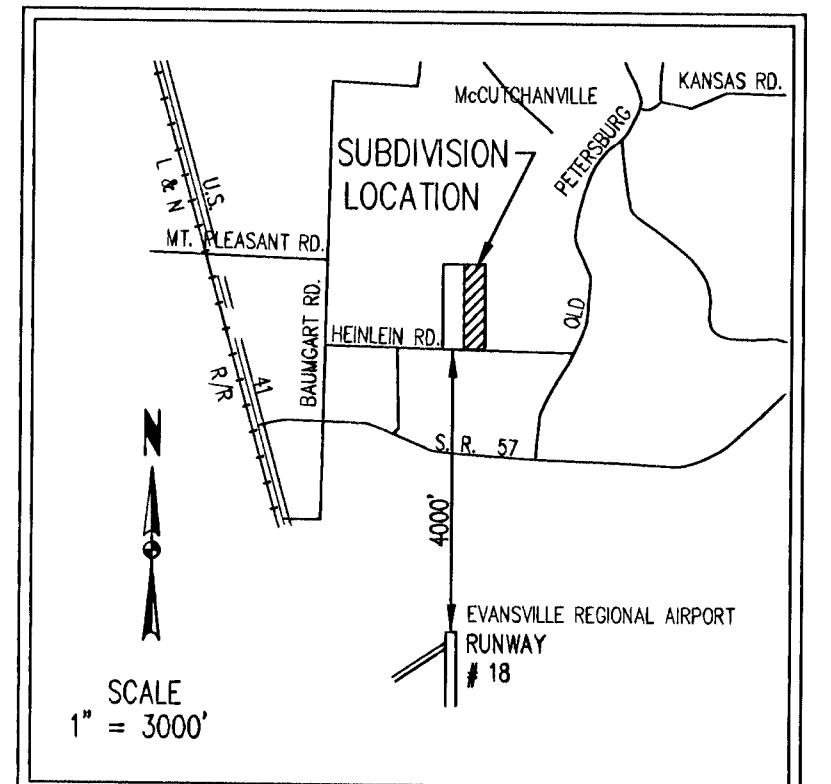 KANSAS RD.
McCUTCHANVILLE
PETERSBURG
SUBDIVISION
LOCATION
U.S.
L & N
MT. PLEASANT RD.
BAUMGART RD.
HEINLEIN RD.
OLD
41
R/R
S. R. 57
N
4000'
EVANSVILLE REGIONAL AIRPORT
RUNWAY
# 18
SCALE
1" = 3000'